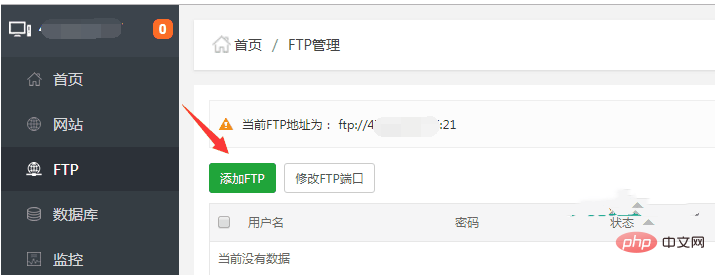 0
首页 / FTP管理
首页
网站
FTP
数据库
监控
当前FTP地址为： ftp://4
:21
添加FTP
修改FTP端口
用户名
密码
状态
当前没有数据
php 中文网